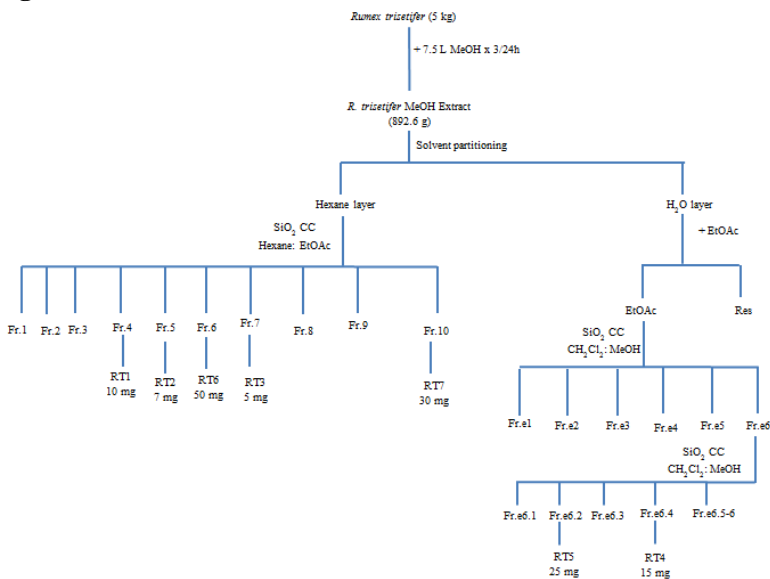 Rumex trisetifer (5 kg)
+ 7.5 L MeOH x 3/24h
R. trisetifer MeOH Extract
(892.6 g)
Solvent partitioning
Hexane layer
H₂O layer
SiO₂ CC
Hexane: EtOAc
+ EtOAc
Fr.1
Fr.2
Fr.3
Fr.4
Fr.5
Fr.6
Fr.7
Fr.8
Fr.9
Fr.10
EtOAc
Res
SiO₂ CC
CH₂Cl₂: MeOH
RT1
10 mg
RT2
7 mg
RT6
50 mg
RT3
5 mg
RT7
30 mg
Fr.e1
Fr.e2
Fr.e3
Fr.e4
Fr.e5
Fr.e6
SiO₂ CC
CH₂Cl₂: MeOH
Fr.e6.1
Fr.e6.2
Fr.e6.3
Fr.e6.4
Fr.e6.5-6
RT5
25 mg
RT4
15 mg